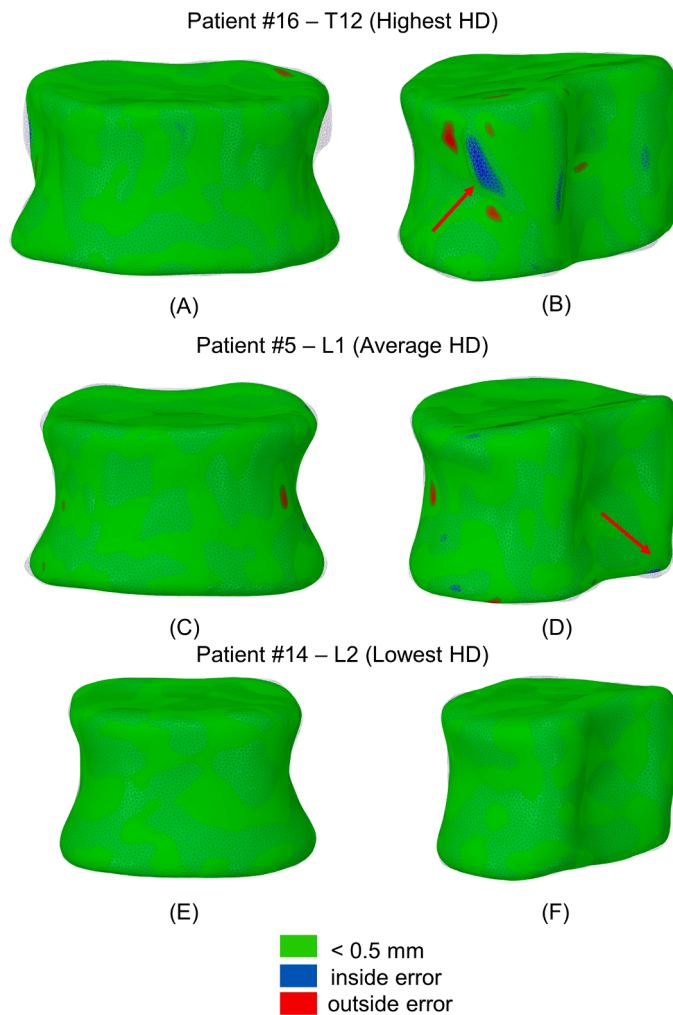 Patient #16 – T12 (Highest HD)
(A)
(B)
Patient #5 – L1 (Average HD)
(C)
(D)
Patient #14 – L2 (Lowest HD)
(E)
(F)
< 0.5 mm
inside error
outside error